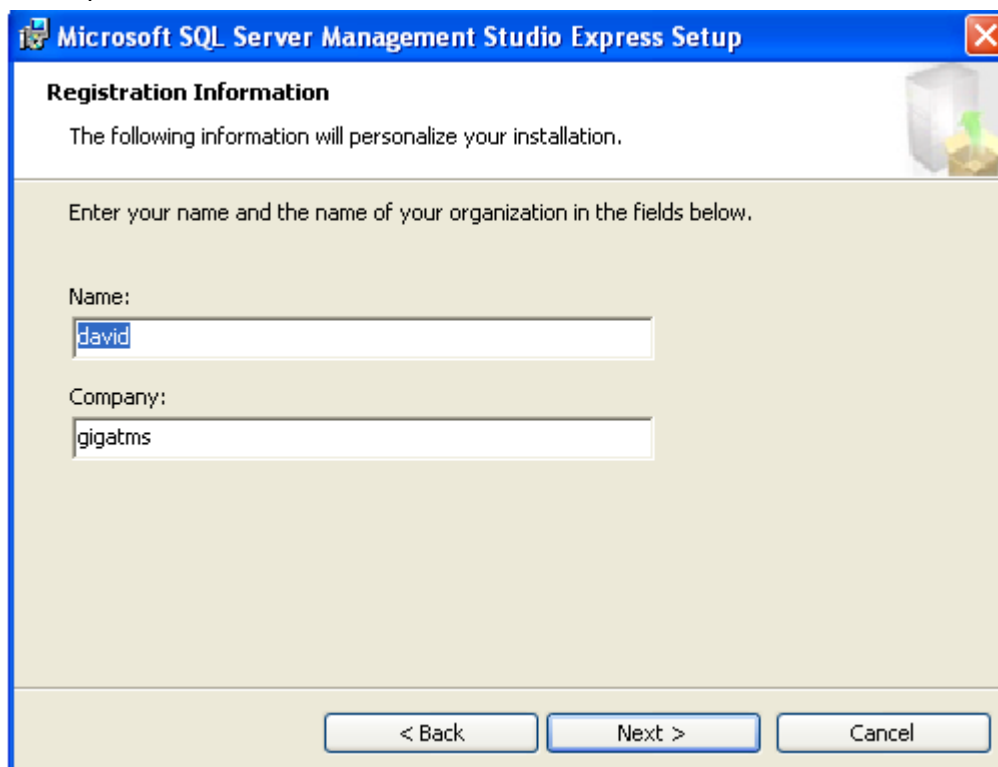 Microsoft SQL Server Management Studio Express Setup
Registration Information
The following information will personalize your installation.
Enter your name and the name of your organization in the fields below.
Name:
david
Company:
gigatms
< Back Next > Cancel